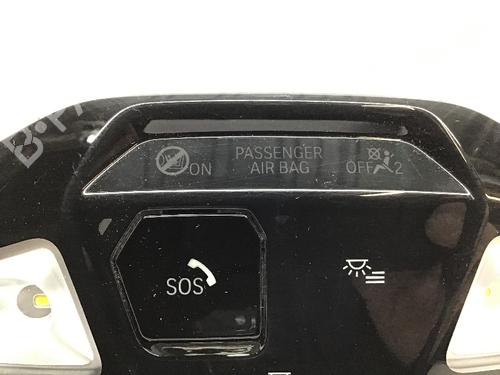 ON PASSENGER AIR BAG OFF 2
SOS